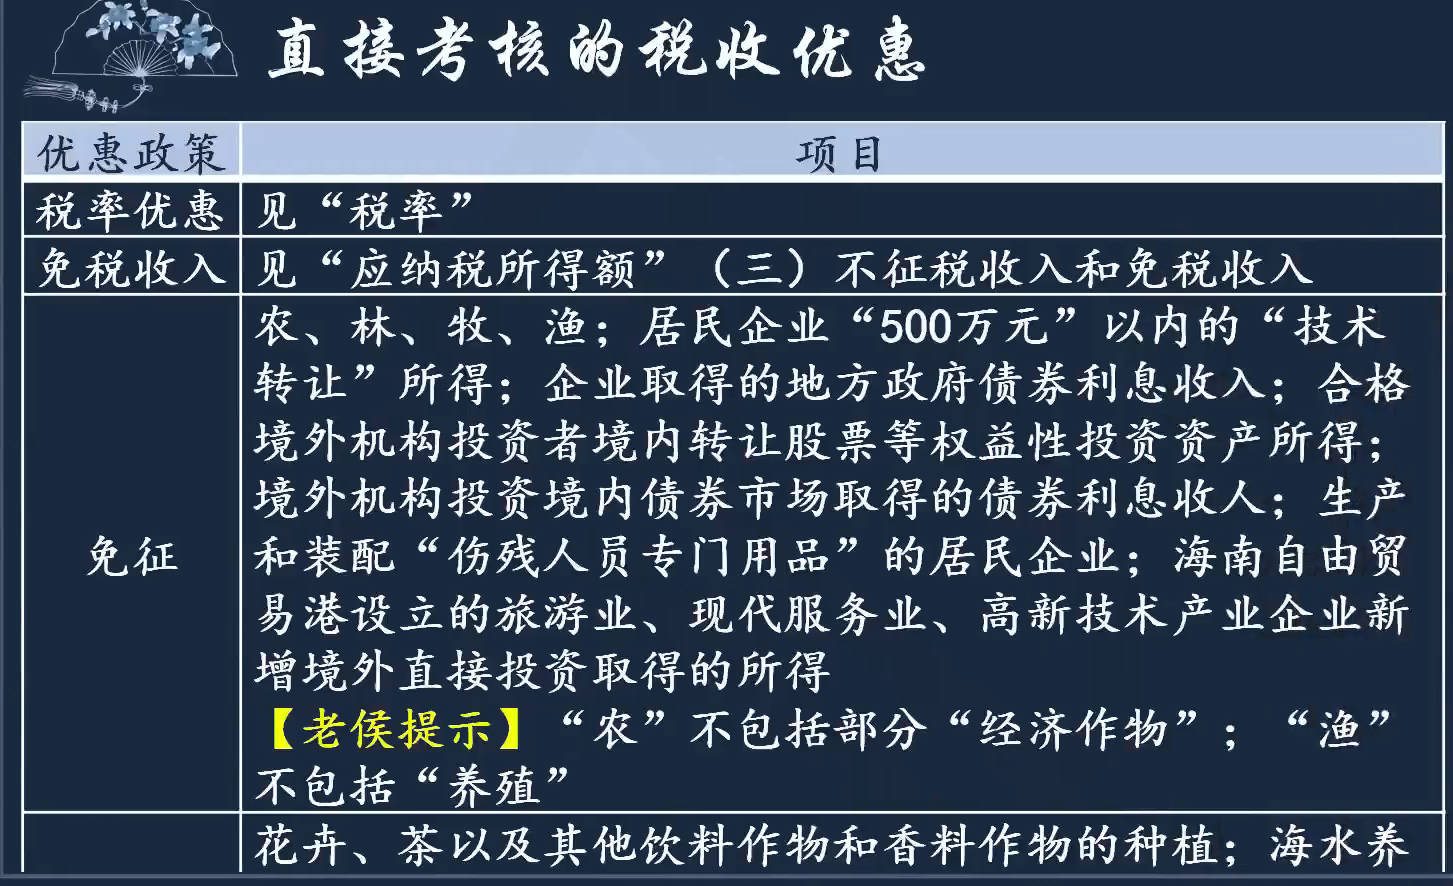 直接考核的税收优惠
优惠政策 项目
税率优惠 见“税率”
免税收入 见“应纳税所得额”（三）不征税收入和免税收入
农、林、牧、渔；居民企业“500万元”以内的“技术
转让”所得；企业取得的地方政府债券利息收入；合格
境外机构投资者境内转让股票等权益性投资资产所得；
境外机构投资境内债券市场取得的债券利息收人；生产
免征 和装配“伤残人员专门用品”的居民企业；海南自由贸
易港设立的旅游业、现代服务业、高新技术产业企业新
增境外直接投资取得的所得
【老侯提示】“农”不包括部分“经济作物”；“渔”
不包括“养殖”
花卉、茶以及其他饮料作物和香料作物的种植；海水养